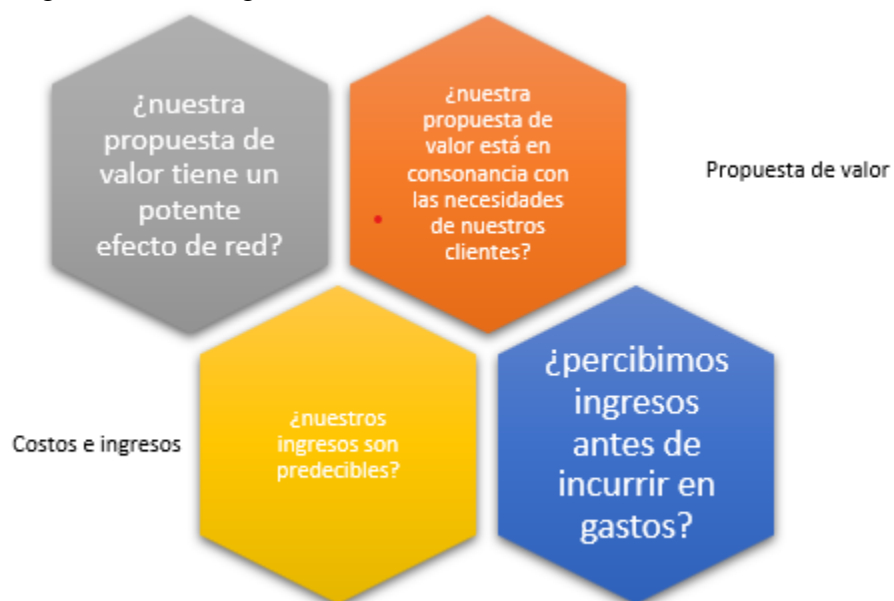 ¿nuestra
propuesta de
valor tiene un
potente
efecto de red?
¿nuestra
propuesta de
valor está en
consonancia con
las necesidades
de nuestros
clientes?
Propuesta de valor
Costos e ingresos
¿nuestros
ingresos son
predecibles?
¿percibimos
ingresos
antes de
incurrir en
gastos?